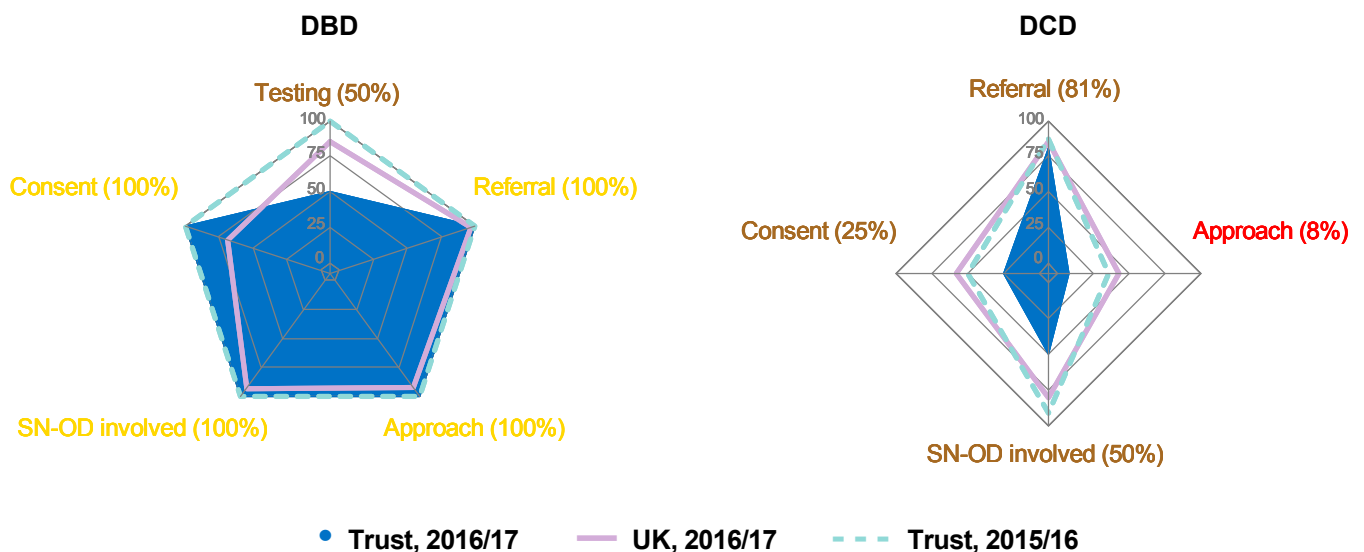 DBD
DCD
Testing (50%)
Referral (81%)
100
75
50
25
0
100
75
50
25
0
Consent (100%)
Referral (100%)
Consent (25%)
Approach (8%)
SN-OD involved (100%)
Approach (100%)
SN-OD involved (50%)
Trust, 2016/17
UK, 2016/17
Trust, 2015/16